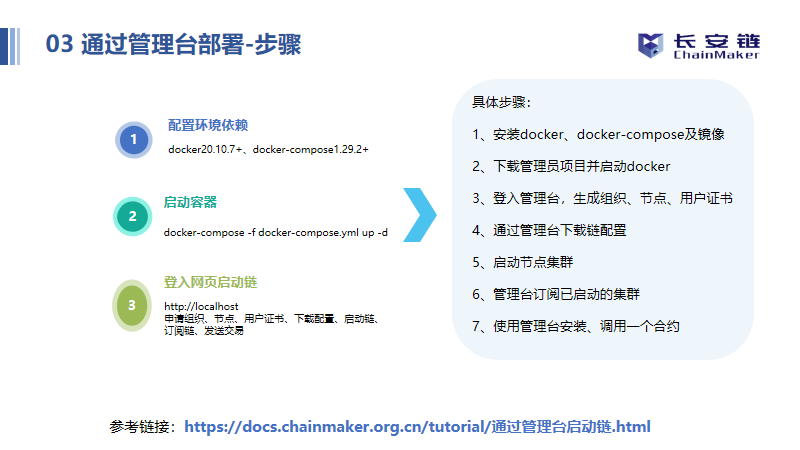 03 通过管理台部署-步骤
长安链
ChainMaker
1
配置环境依赖
docker20.10.7+、docker-compose1.29.2+
2
启动容器
docker-compose -f docker-compose.yml up -d
3
登入网页启动链
http://localhost
申请组织、节点、用户证书、下载配置、启动链、
订阅链、发送交易
具体步骤：
1、安装docker、docker-compose及镜像
2、下载管理员项目并启动docker
3、登入管理台，生成组织、节点、用户证书
4、通过管理台下载链配置
5、启动节点集群
6、管理台订阅已启动的集群
7、使用管理台安装、调用一个合约
参考链接：https://docs.chainmaker.org.cn/tutorial/通过管理台启动链.html